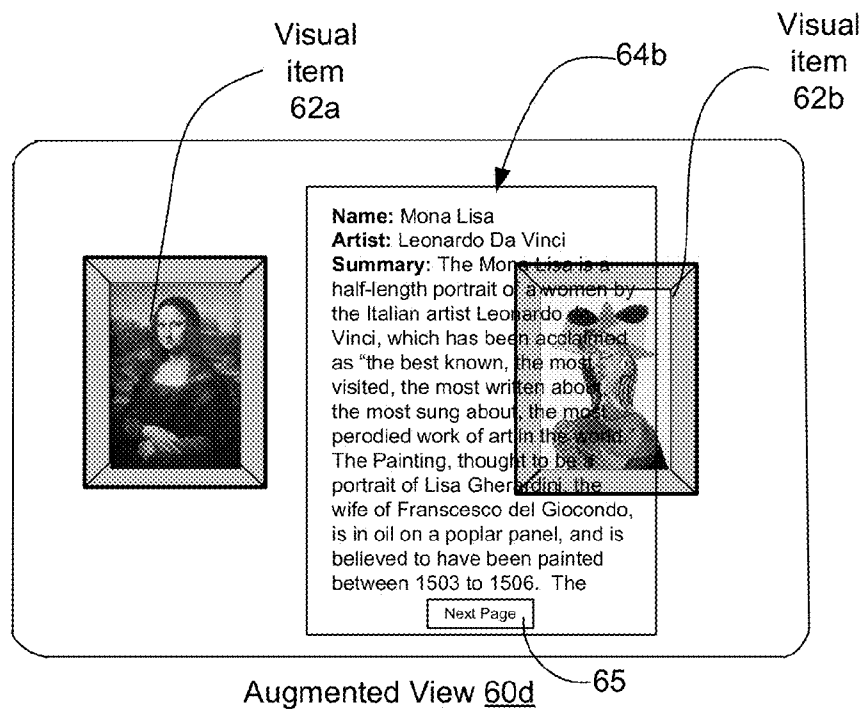 Visual
item
62a
64b
Visual
item
62b
Name: Mona Lisa
Artist: Leonardo Da Vinci
Summary: The Mona Lisa is a
half-length portrait of a women by
the Italian artist Leonardo da
Vinci, which has been acclaimed
as “the best known, the most
visited, the most written about,
the most sung about, the most
perodied work of art in the world.
The Painting, thought to be a
portrait of Lisa Gherardini, the
wife of Franscesco del Giocondo,
is in oil on a poplar panel, and is
believed to have been painted
between 1503 to 1506. The
Next Page
65
Augmented View 60d